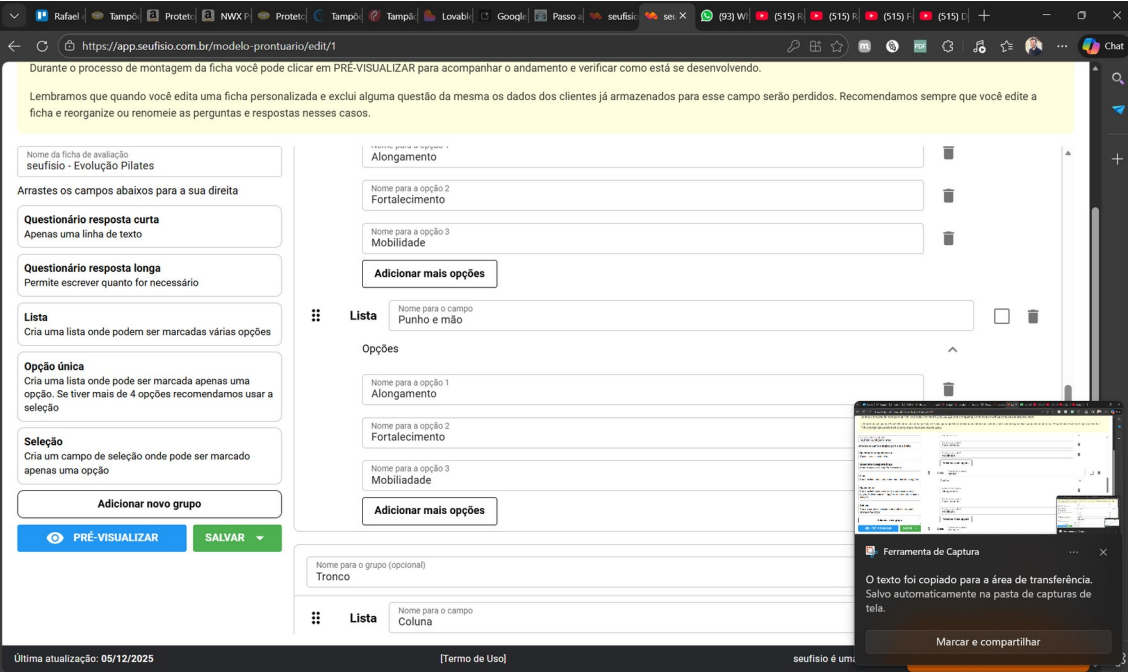 Rafael
Tampõ
Proteto
NWX P
Proteto
Tampõ
Tampã
Lovabl
Google
Passo a
seufisio
seu
(93) W
(515) R
(515) R
(515) F
(515) D
https://app.seufisio.com.br/modelo-prontuario/edit/1
PDF
Chat
Durante o processo de montagem da ficha você pode clicar em PRÉ-VISUALIZAR para acompanhar o andamento e verificar como está se desenvolvendo.
Lembramos que quando você edita uma ficha personalizada e exclui alguma questão da mesma os dados dos clientes já armazenados para esse campo serão perdidos. Recomendamos sempre que você edite a
ficha e reorganize ou renomeie as perguntas e respostas nesses casos.
Nome da ficha de avaliação
seufisio - Evolução Pilates
Arrastes os campos abaixos para a sua direita
Questionário resposta curta
Apenas uma linha de texto
Questionário resposta longa
Permite escrever quanto for necessário
Lista
Cria uma lista onde podem ser marcadas várias opções
Opção única
Cria uma lista onde pode ser marcada apenas uma
opção. Se tiver mais de 4 opções recomendamos usar a
seleção
Seleção
Cria um campo de seleção onde pode ser marcado
apenas uma opção
Adicionar novo grupo
PRÉ-VISUALIZAR
SALVAR
Nome para a opção 1
Alongamento
Nome para a opção 2
Fortalecimento
Nome para a opção 3
Mobilidade
Adicionar mais opções
Lista
Nome para o campo
Punho e mão
Opções
Nome para a opção 1
Alongamento
Nome para a opção 2
Fortalecimento
Nome para a opção 3
Mobiliadade
Adicionar mais opções
Nome para o grupo (opcional)
Tronco
Lista
Nome para o campo
Coluna
Ferramenta de Captura
O texto foi copiado para a área de transferência.
Salvo automaticamente na pasta de capturas de
tela.
Marcar e compartilhar
Última atualização: 05/12/2025
[Termo de Uso]
seufisio é uma